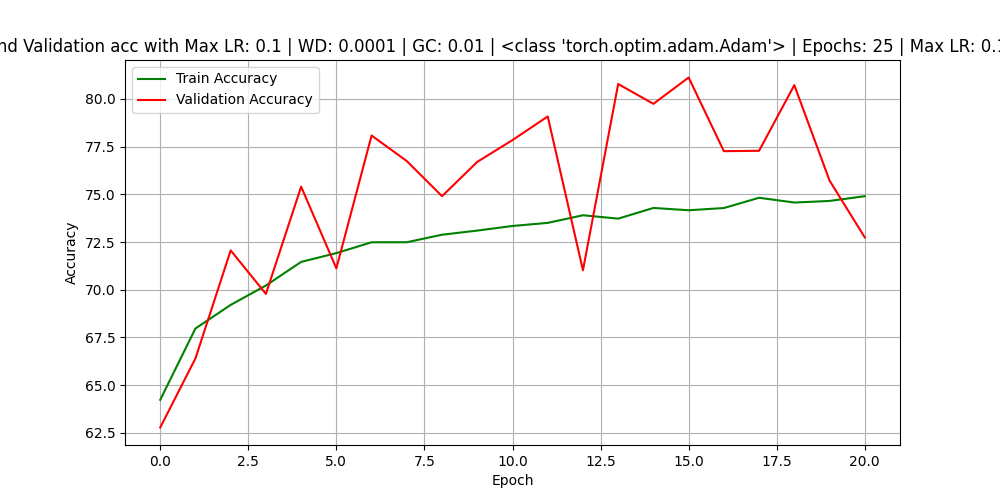 nd Validation acc with Max LR: 0.1 | WD: 0.0001 | GC: 0.01 | <class 'torch.optim.adam.Adam'> | Epochs: 25 | Max LR: 0.1
Train Accuracy
Validation Accuracy
80.0
77.5
75.0
72.5
70.0
67.5
65.0
62.5
Accuracy
0.0 2.5 5.0 7.5 10.0 12.5 15.0 17.5 20.0
Epoch